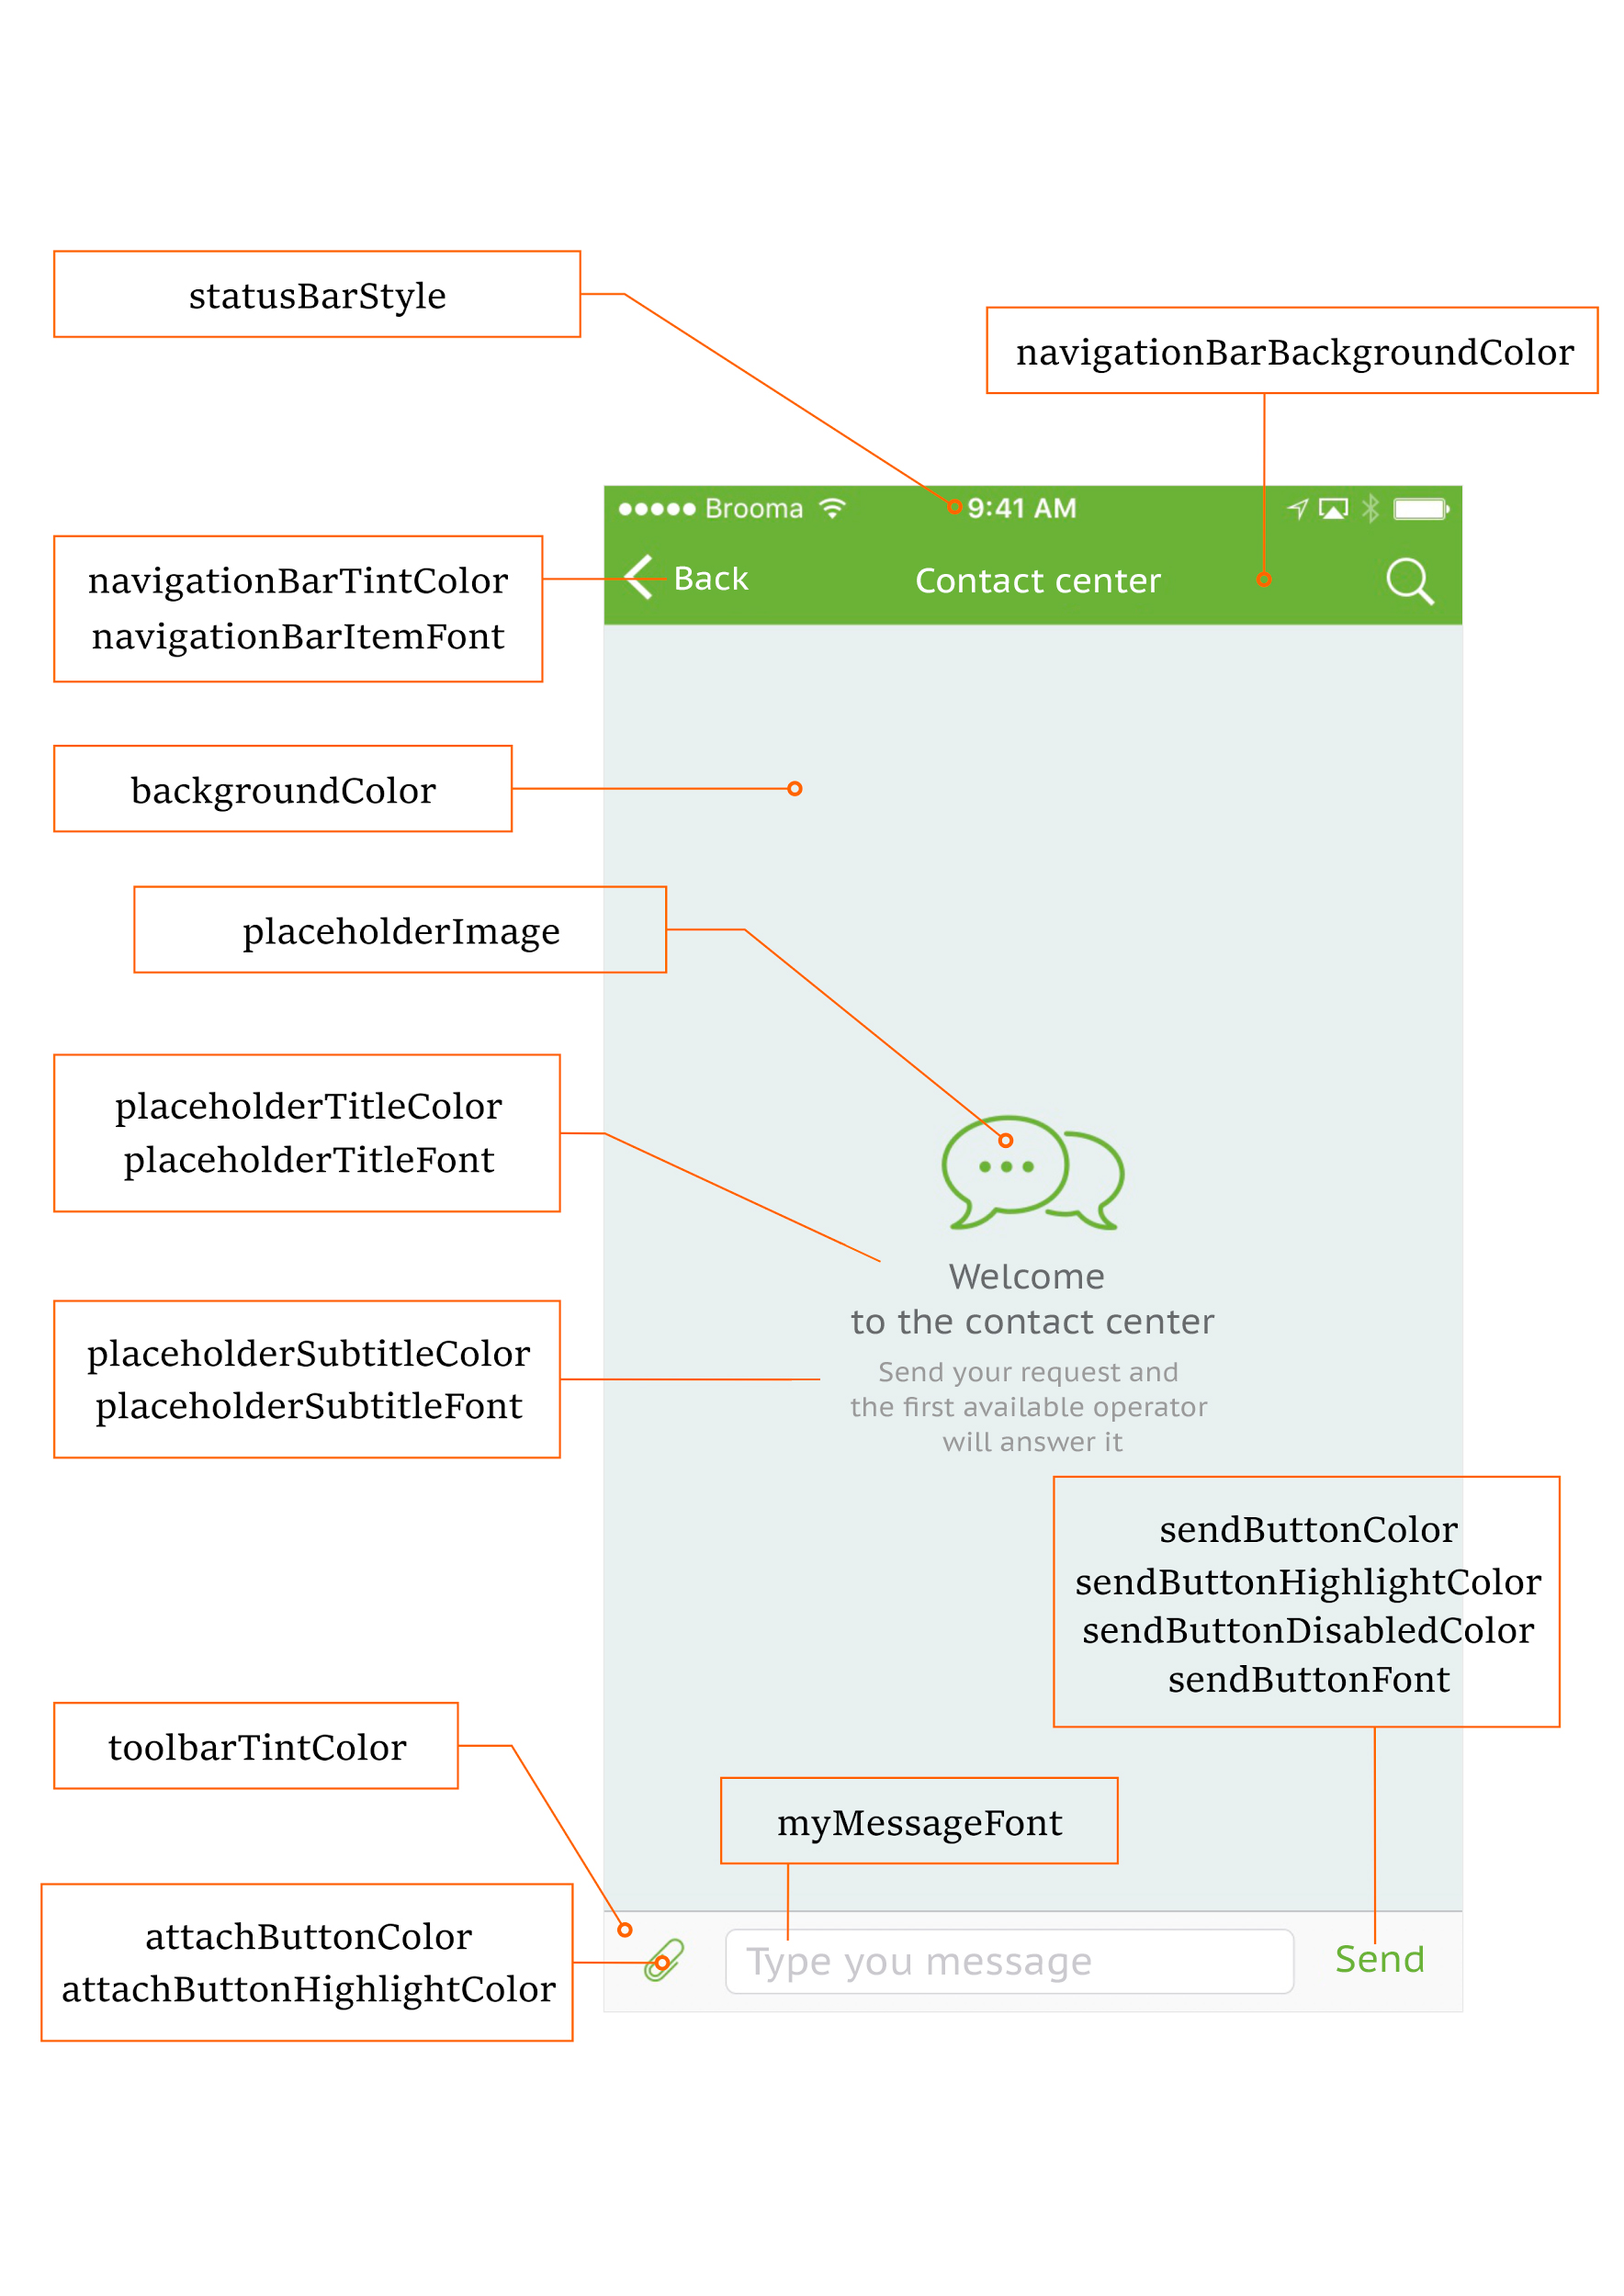 statusBarStyle
navigationBarBackgroundColor
Brooma
9:41 AM
navigationBarTintColor
navigationBarItemFont
Back
Contact center
backgroundColor
placeholderImage
placeholderTitleColor
placeholderTitleFont
Welcome
to the contact center
placeholderSubtitleColor
placeholderSubtitleFont
Send your request and
the first available operator
will answer it
sendButtonColor
sendButtonHighlightColor
sendButtonDisabledColor
sendButtonFont
toolbarTintColor
myMessageFont
attachButtonColor
attachButtonHighlightColor
Type you message
Send